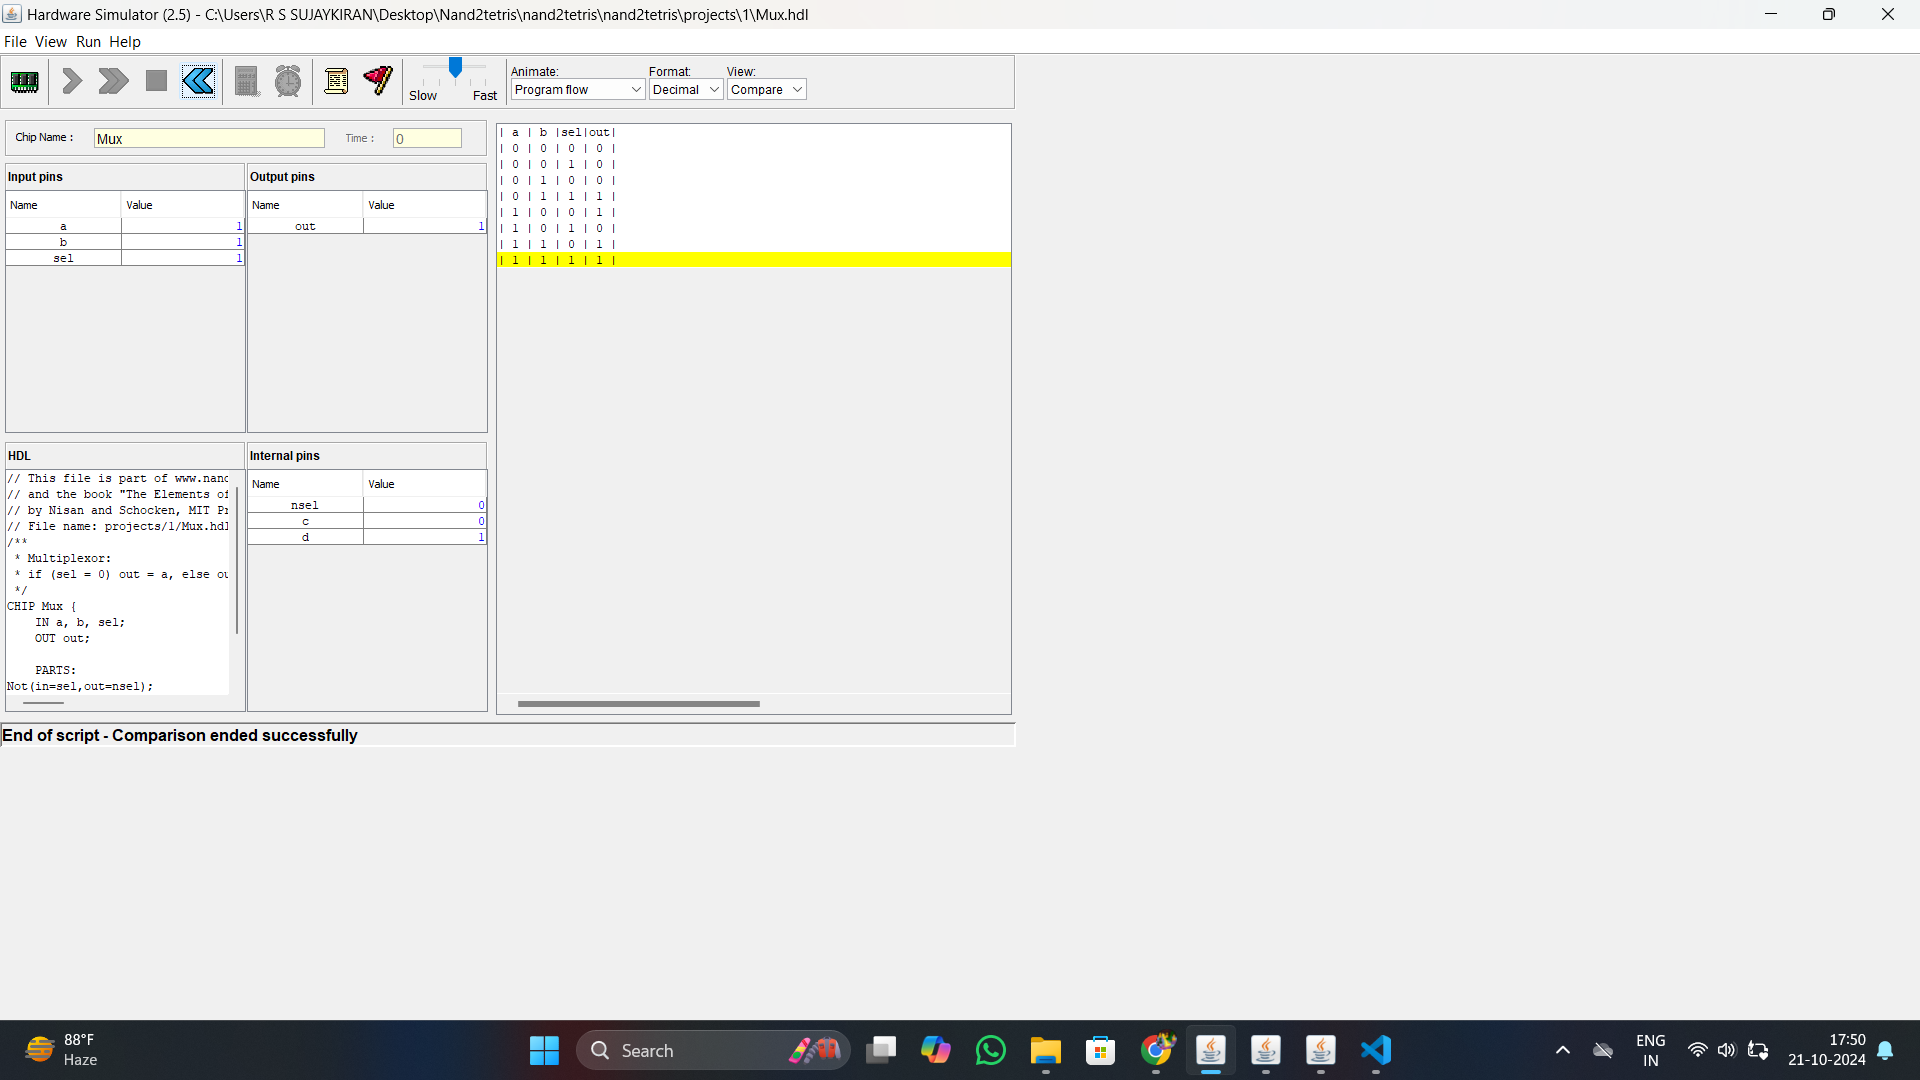 Hardware Simulator (2.5) - C:\Users\R S SUJAYKIRAN\Desktop\Nand2tetris\nand2tetris\nand2tetris\projects\1\Mux.hdl
File View Run Help
Slow Fast
Animate: Format: View:
Program flow Decimal Compare
Chip Name : Mux Time : 0
Input pins
Name Value
a 1
b 1
sel 1
Output pins
Name Value
out 1
| a | b |sel|out|
| 0 | 0 | 0 | 0 |
| 0 | 0 | 1 | 0 |
| 0 | 1 | 0 | 0 |
| 0 | 1 | 1 | 1 |
| 1 | 0 | 0 | 1 |
| 1 | 0 | 1 | 0 |
| 1 | 1 | 0 | 1 |
| 1 | 1 | 1 | 1 |
HDL
// This file is part of www.nand
// and the book "The Elements of
// by Nisan and Schocken, MIT Pr
// File name: projects/1/Mux.hdl
/**
* Multiplexor:
* if (sel = 0) out = a, else ou
*/
CHIP Mux {
IN a, b, sel;
OUT out;
PARTS:
Not(in=sel,out=nsel);
Internal pins
Name Value
nsel 0
c 0
d 1
End of script - Comparison ended successfully
88°F
Haze
Search
ENG
IN
17:50
21-10-2024